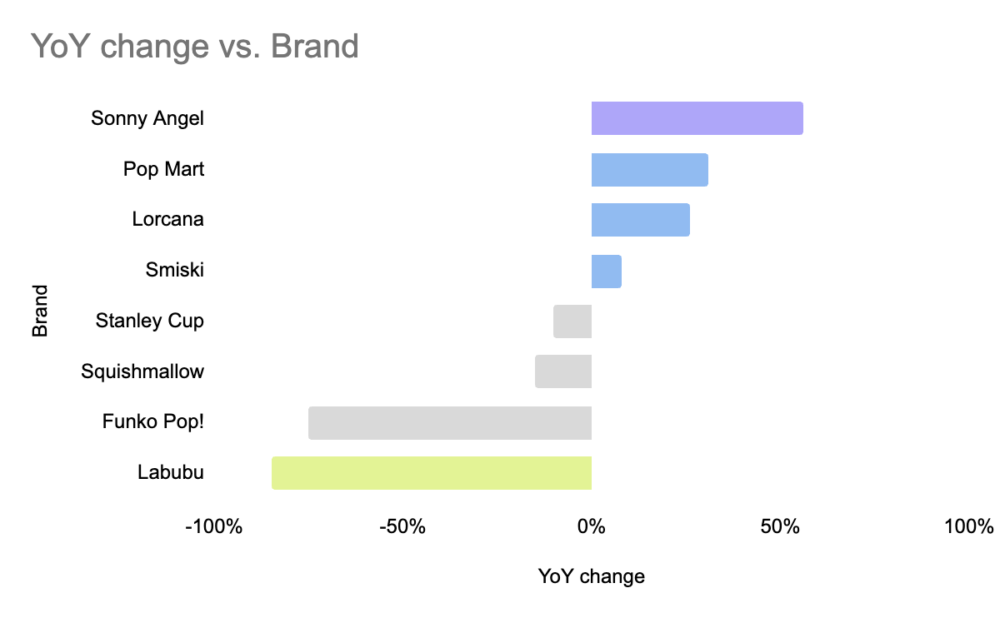 YoY change vs. Brand
Sonny Angel
Pop Mart
Lorcana
Smiski
Stanley Cup
Squishmallow
Funko Pop!
Labubu
Brand
-100%
-50%
0%
50%
100%
YoY change